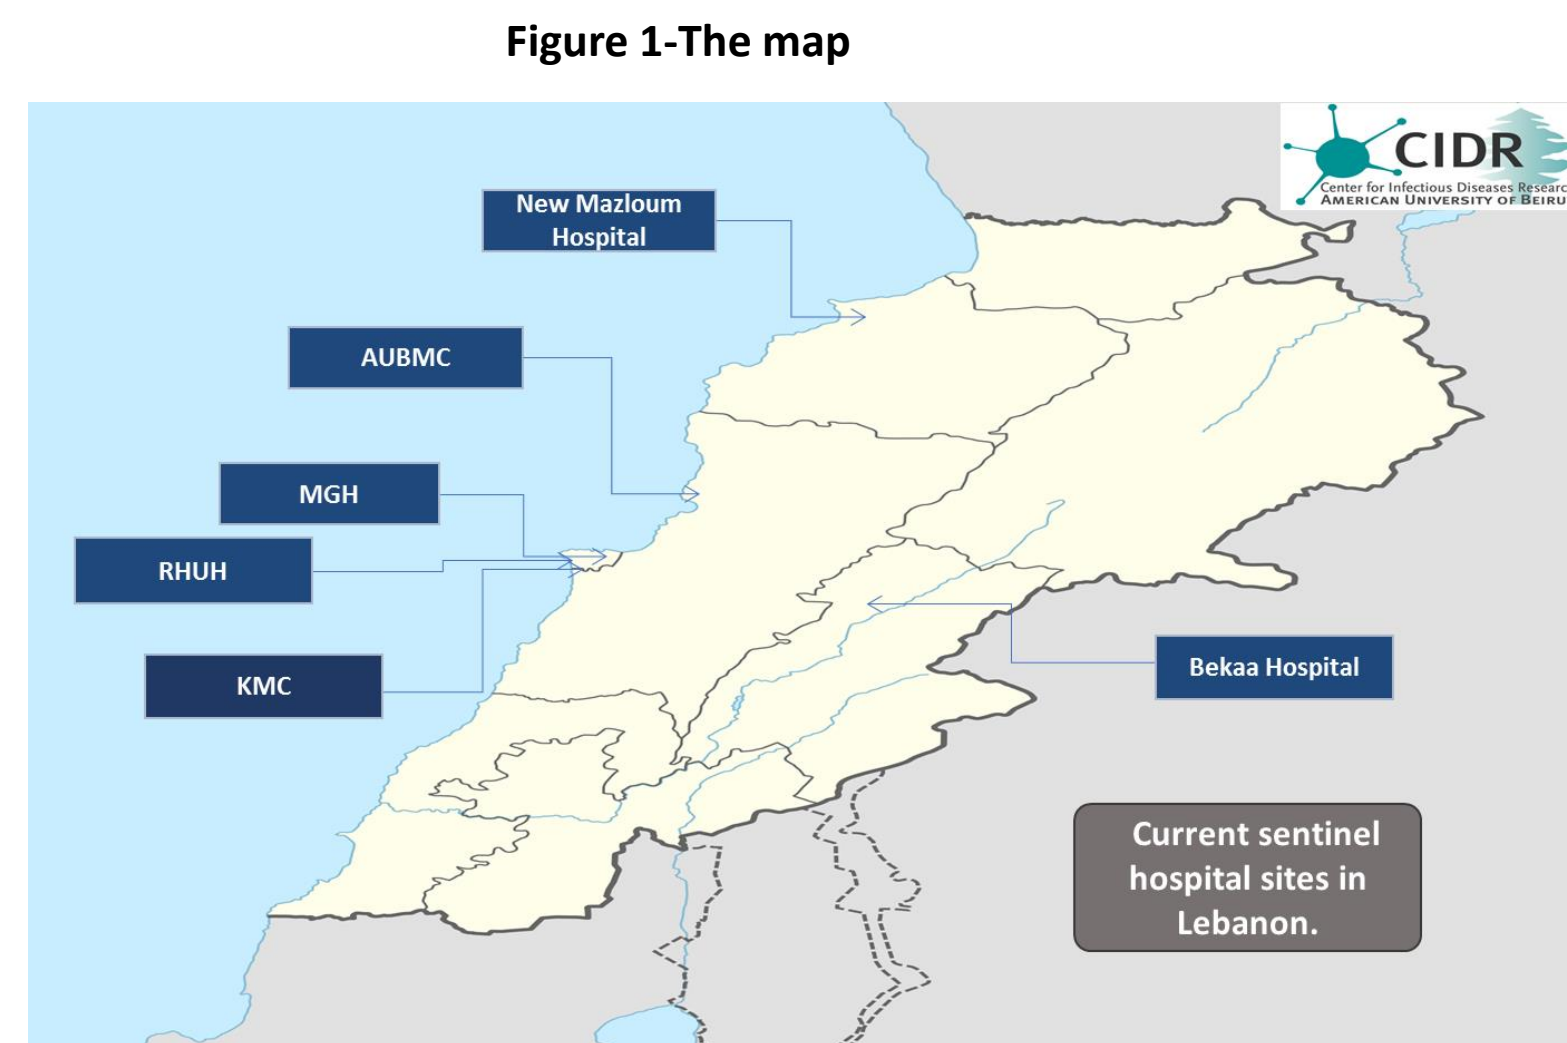 Figure 1-The map
CIDR
Center for Infectious Diseases Researc
AMERICAN UNIVERSITY OF BEIRU
New Mazloum
Hospital
AUBMC
MGH
RHUH
KMC
Bekaa Hospital
Current sentinel
hospital sites in
Lebanon.